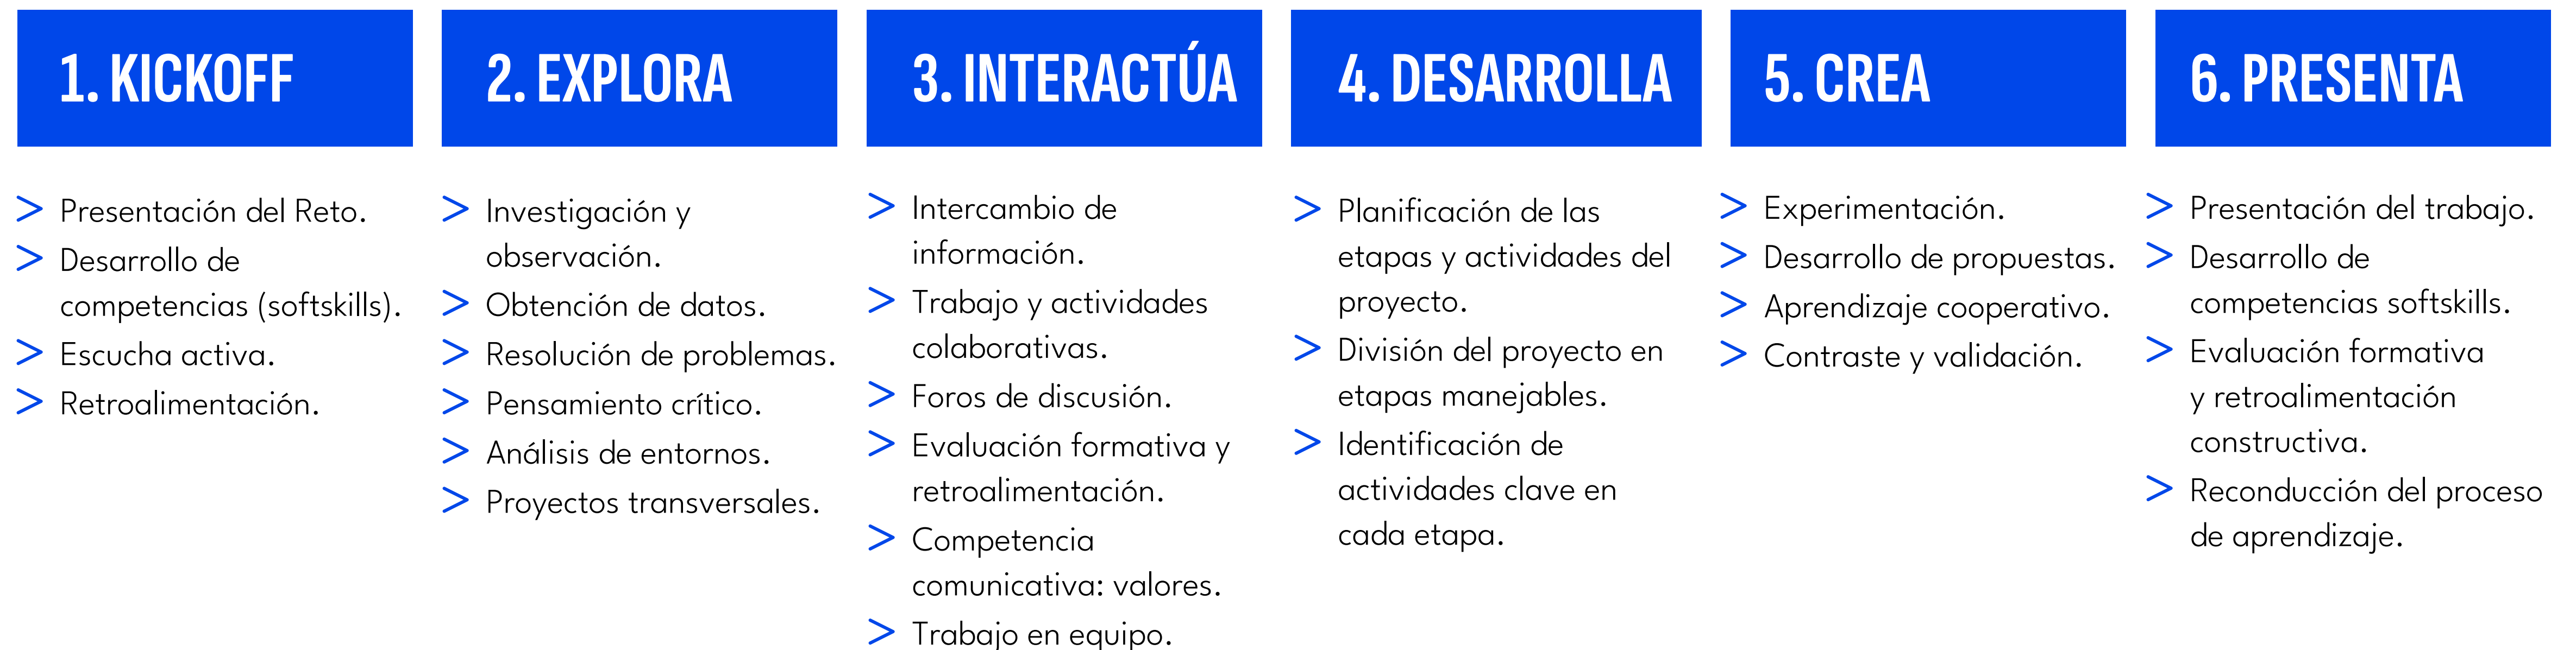 1. KICKOFF
> Presentación del Reto.
> Desarrollo de
competencias (softskills).
> Escucha activa.
> Retroalimentación.
2. EXPLORA
> Investigación y
observación.
> Obtención de datos.
> Resolución de problemas.
> Pensamiento crítico.
> Análisis de entornos.
> Proyectos transversales.
3. INTERACTÚA
> Intercambio de
información.
> Trabajo y actividades
colaborativas.
> Foros de discusión.
> Evaluación formativa y
retroalimentación.
> Competencia
comunicativa: valores.
> Trabajo en equipo.
4. DESARROLLA
> Planificación de las
etapas y actividades del
proyecto.
> División del proyecto en
etapas manejables.
> Identificación de
actividades clave en
cada etapa.
5. CREA
> Experimentación.
> Desarrollo de propuestas.
> Aprendizaje cooperativo.
> Contraste y validación.
6. PRESENTA
> Presentación del trabajo.
> Desarrollo de
competencias softskills.
> Evaluación formativa
y retroalimentación
constructiva.
> Reconducción del proceso
de aprendizaje.